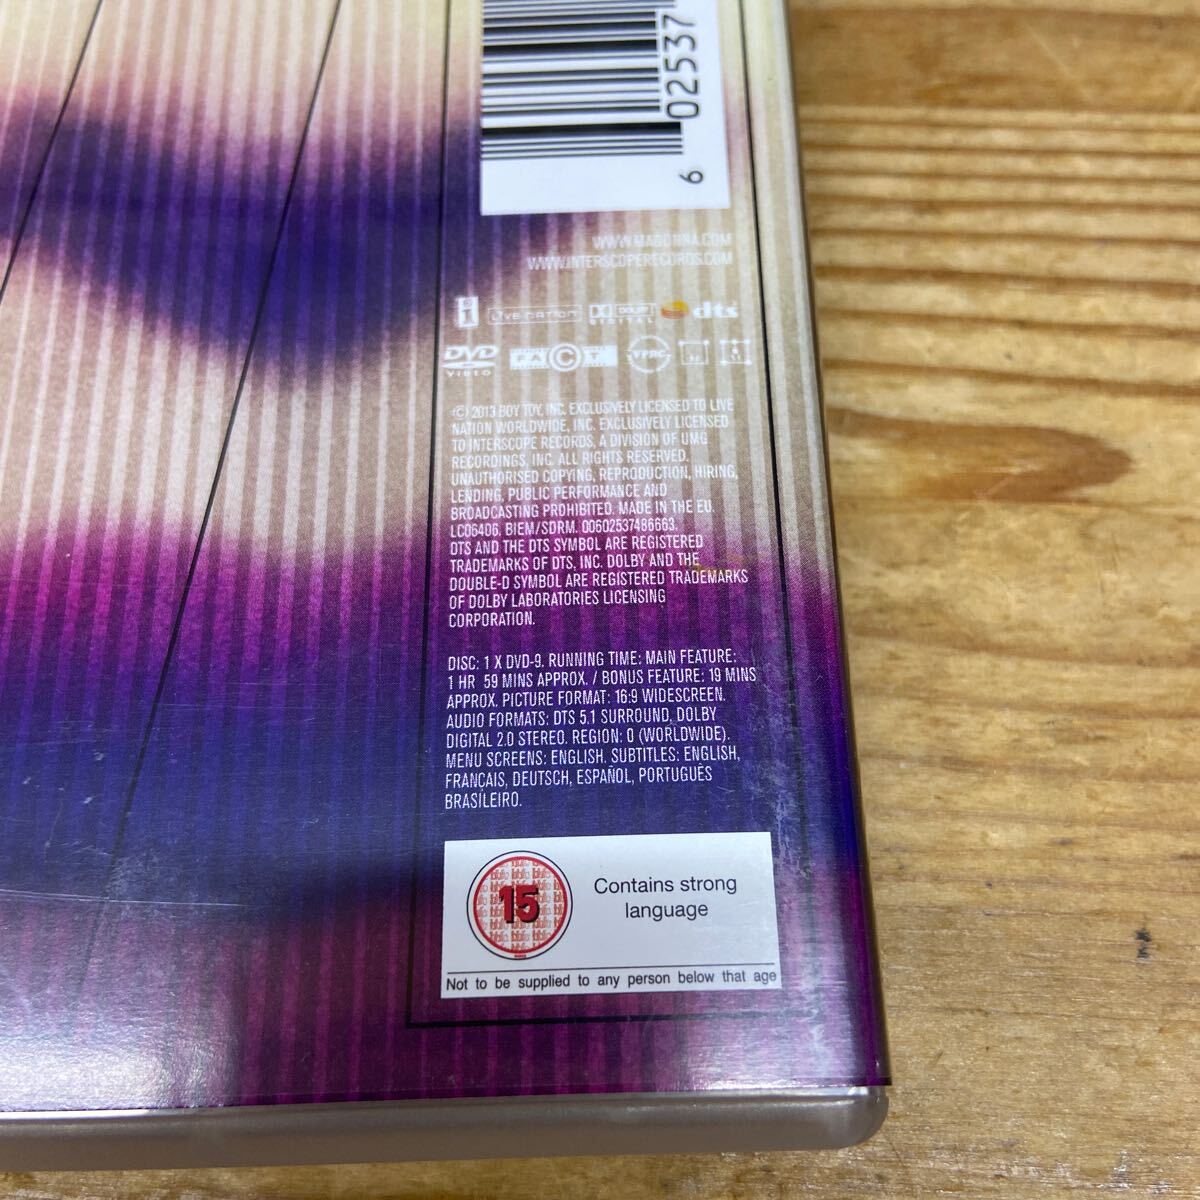 6 02537
WWW.MADONNA.COM
WWW.INTERSCOPERECORDS.COM
i LIVE NATION DOLBY DIGITAL dts
DVD VIDEO F.A.C.T. VPRC
(C) 2013 BOY TOY, INC. EXCLUSIVELY LICENSED TO LIVE
NATION WORLDWIDE, INC. EXCLUSIVELY LICENSED
TO INTERSCOPE RECORDS, A DIVISION OF UMG
RECORDINGS, INC. ALL RIGHTS RESERVED.
UNAUTHORISED COPYING, REPRODUCTION, HIRING,
LENDING, PUBLIC PERFORMANCE AND
BROADCASTING PROHIBITED. MADE IN THE EU.
LC06406. BIEM/SDRM. 00602537486663.
DTS AND THE DTS SYMBOL ARE REGISTERED
TRADEMARKS OF DTS, INC. DOLBY AND THE
DOUBLE-D SYMBOL ARE REGISTERED TRADEMARKS
OF DOLBY LABORATORIES LICENSING
CORPORATION.
DISC: 1 X DVD-9. RUNNING TIME: MAIN FEATURE:
1 HR 59 MINS APPROX. / BONUS FEATURE: 19 MINS
APPROX. PICTURE FORMAT: 16:9 WIDESCREEN.
AUDIO FORMATS: DTS 5.1 SURROUND, DOLBY
DIGITAL 2.0 STEREO. REGION: 0 (WORLDWIDE).
MENU SCREENS: ENGLISH. SUBTITLES: ENGLISH,
FRANÇAIS, DEUTSCH, ESPAÑOL, PORTUGUÊS
BRASILEIRO.
15
Contains strong
language
Not to be supplied to any person below that age